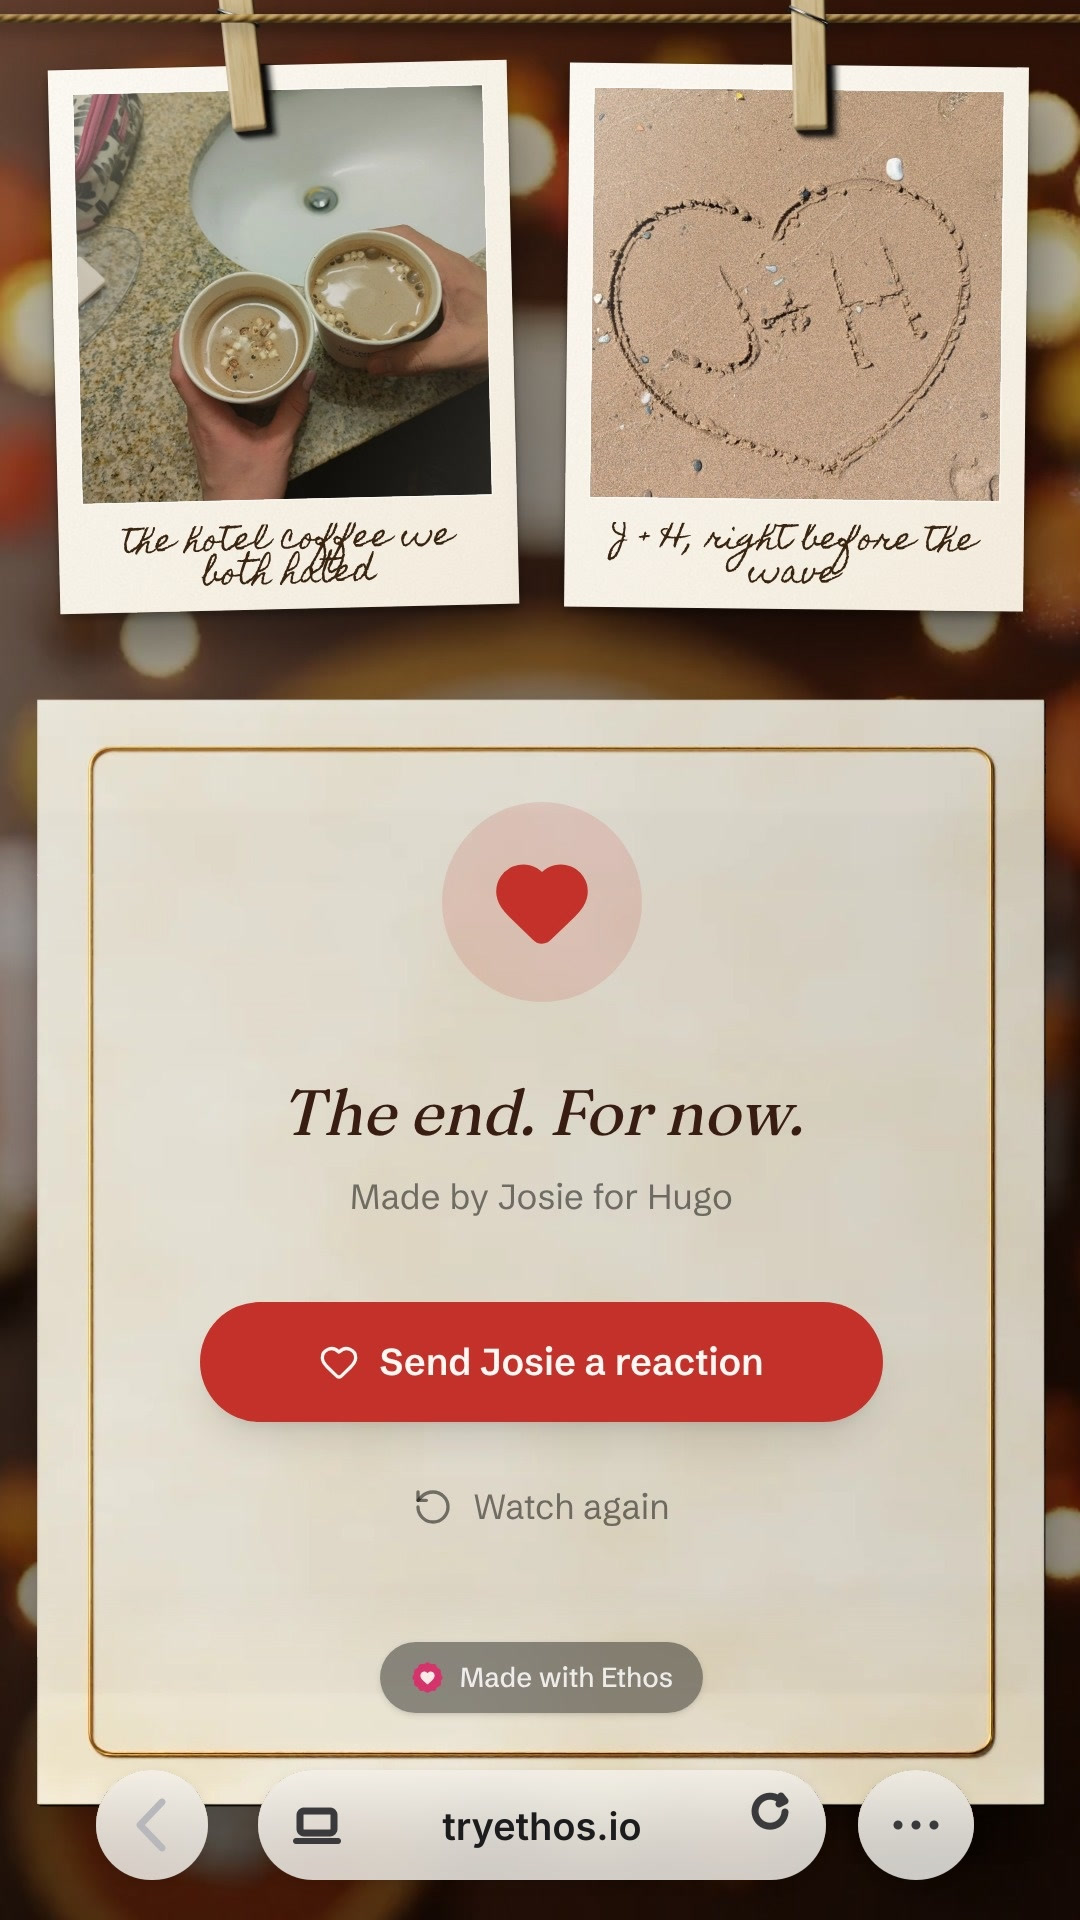 the hotel coffee we
both hated
J + H
J + H, right before the
wave
The end. For now.
Made by Josie for Hugo
Send Josie a reaction
Watch again
Made with Ethos
tryethos.io